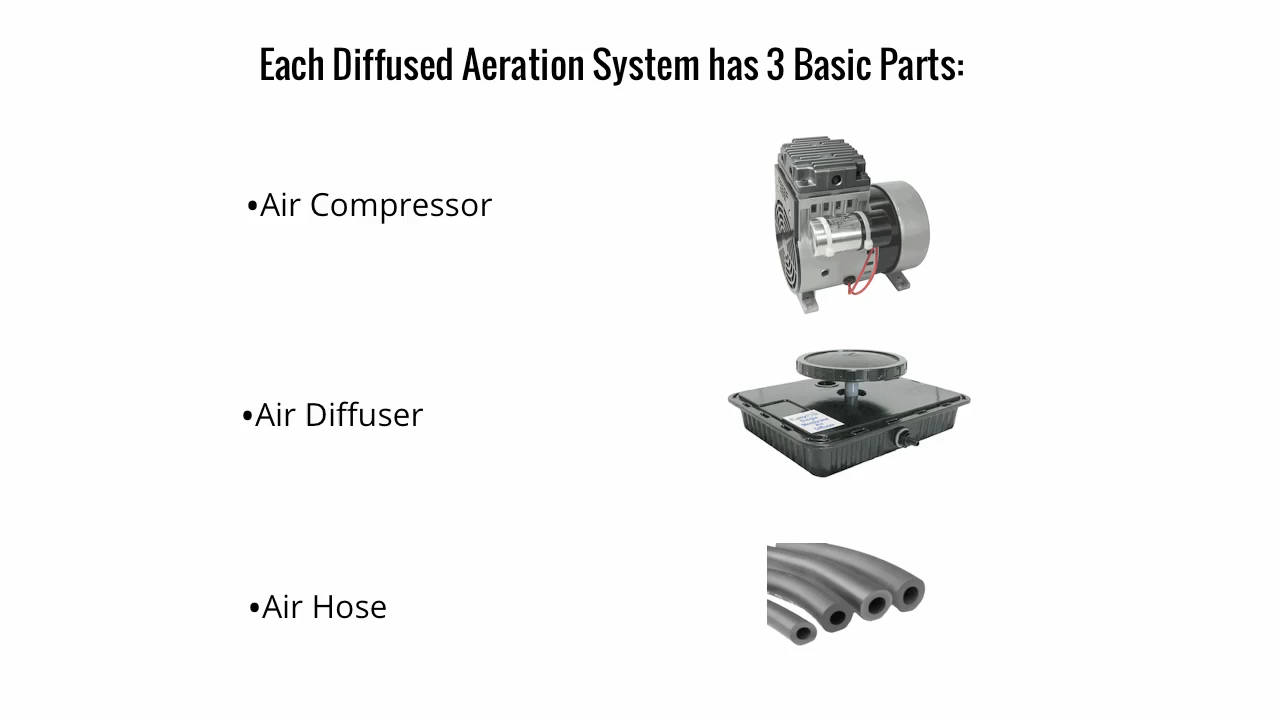 Each Diffused Aeration System has 3 Basic Parts:
•Air Compressor
•Air Diffuser
•Air Hose